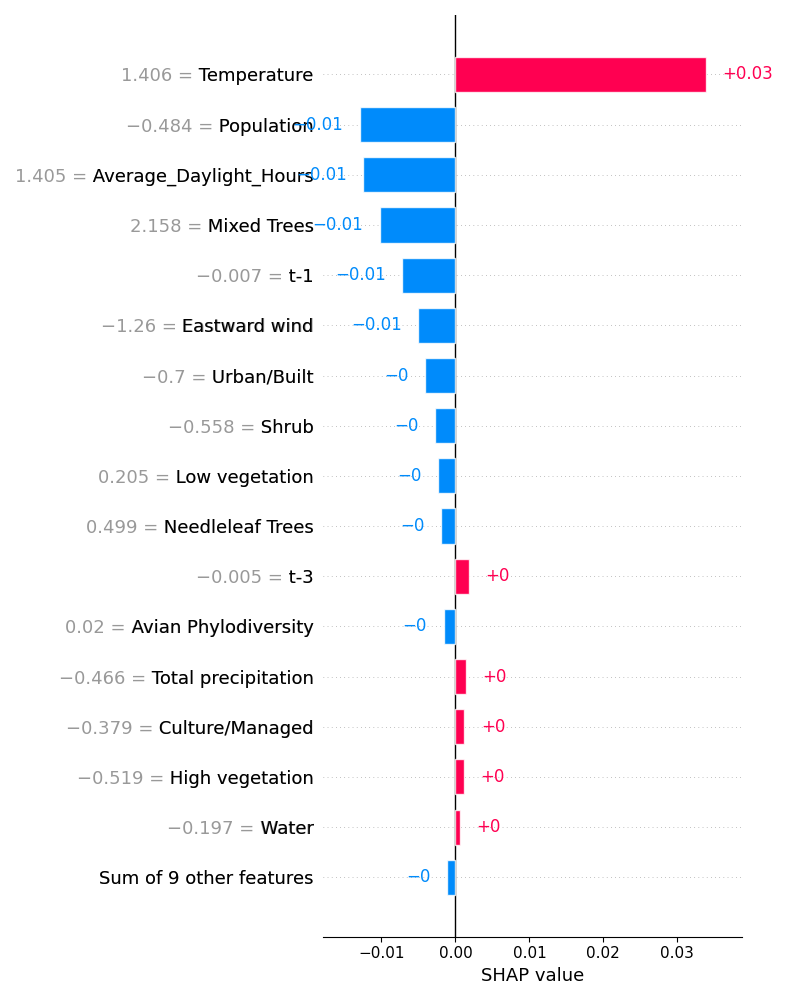 1.406 = Temperature +0.03
−0.484 = Population −0.01
1.405 = Average_Daylight_Hours −0.01
2.158 = Mixed Trees −0.01
−0.007 = t-1 −0.01
−1.26 = Eastward wind −0.01
−0.7 = Urban/Built −0
−0.558 = Shrub −0
0.205 = Low vegetation −0
0.499 = Needleleaf Trees −0
−0.005 = t-3 +0
0.02 = Avian Phylodiversity −0
−0.466 = Total precipitation +0
−0.379 = Culture/Managed +0
−0.519 = High vegetation +0
−0.197 = Water +0
Sum of 9 other features −0
−0.01 0.00 0.01 0.02 0.03
SHAP value